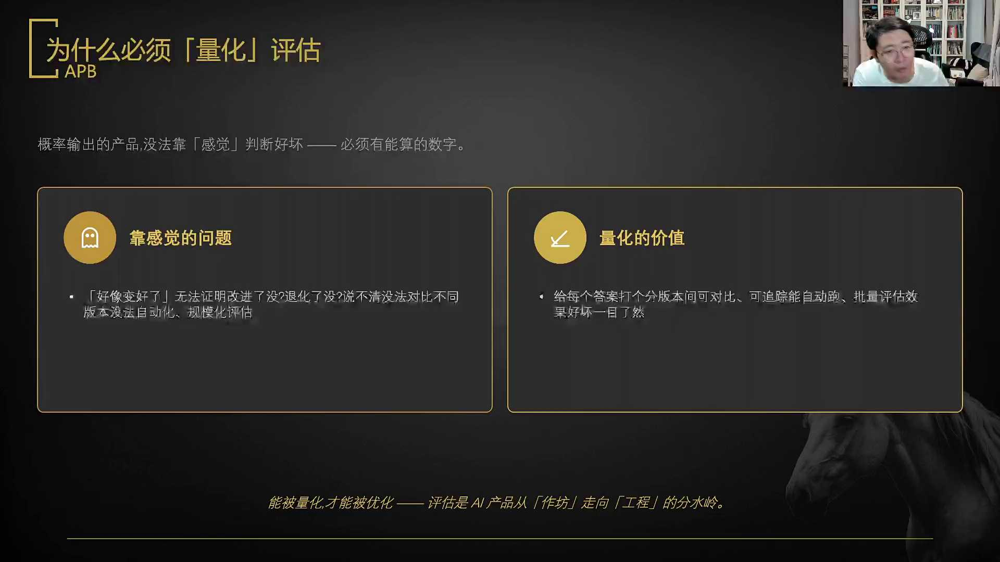 为什么必须「量化」评估
APB
概率输出的产品,没法靠「感觉」判断好坏 —— 必须有能算的数字。
靠感觉的问题
• 「好像变好了」无法证明改进了没?退化了没?说不清没法对比不同
版本没法自动化、规模化评估
量化的价值
• 给每个答案打个分版本间可对比、可追踪能自动跑、批量评估效
果好坏一目了然
能被量化,才能被优化 —— 评估是 AI 产品从「作坊」走向「工程」的分水岭。